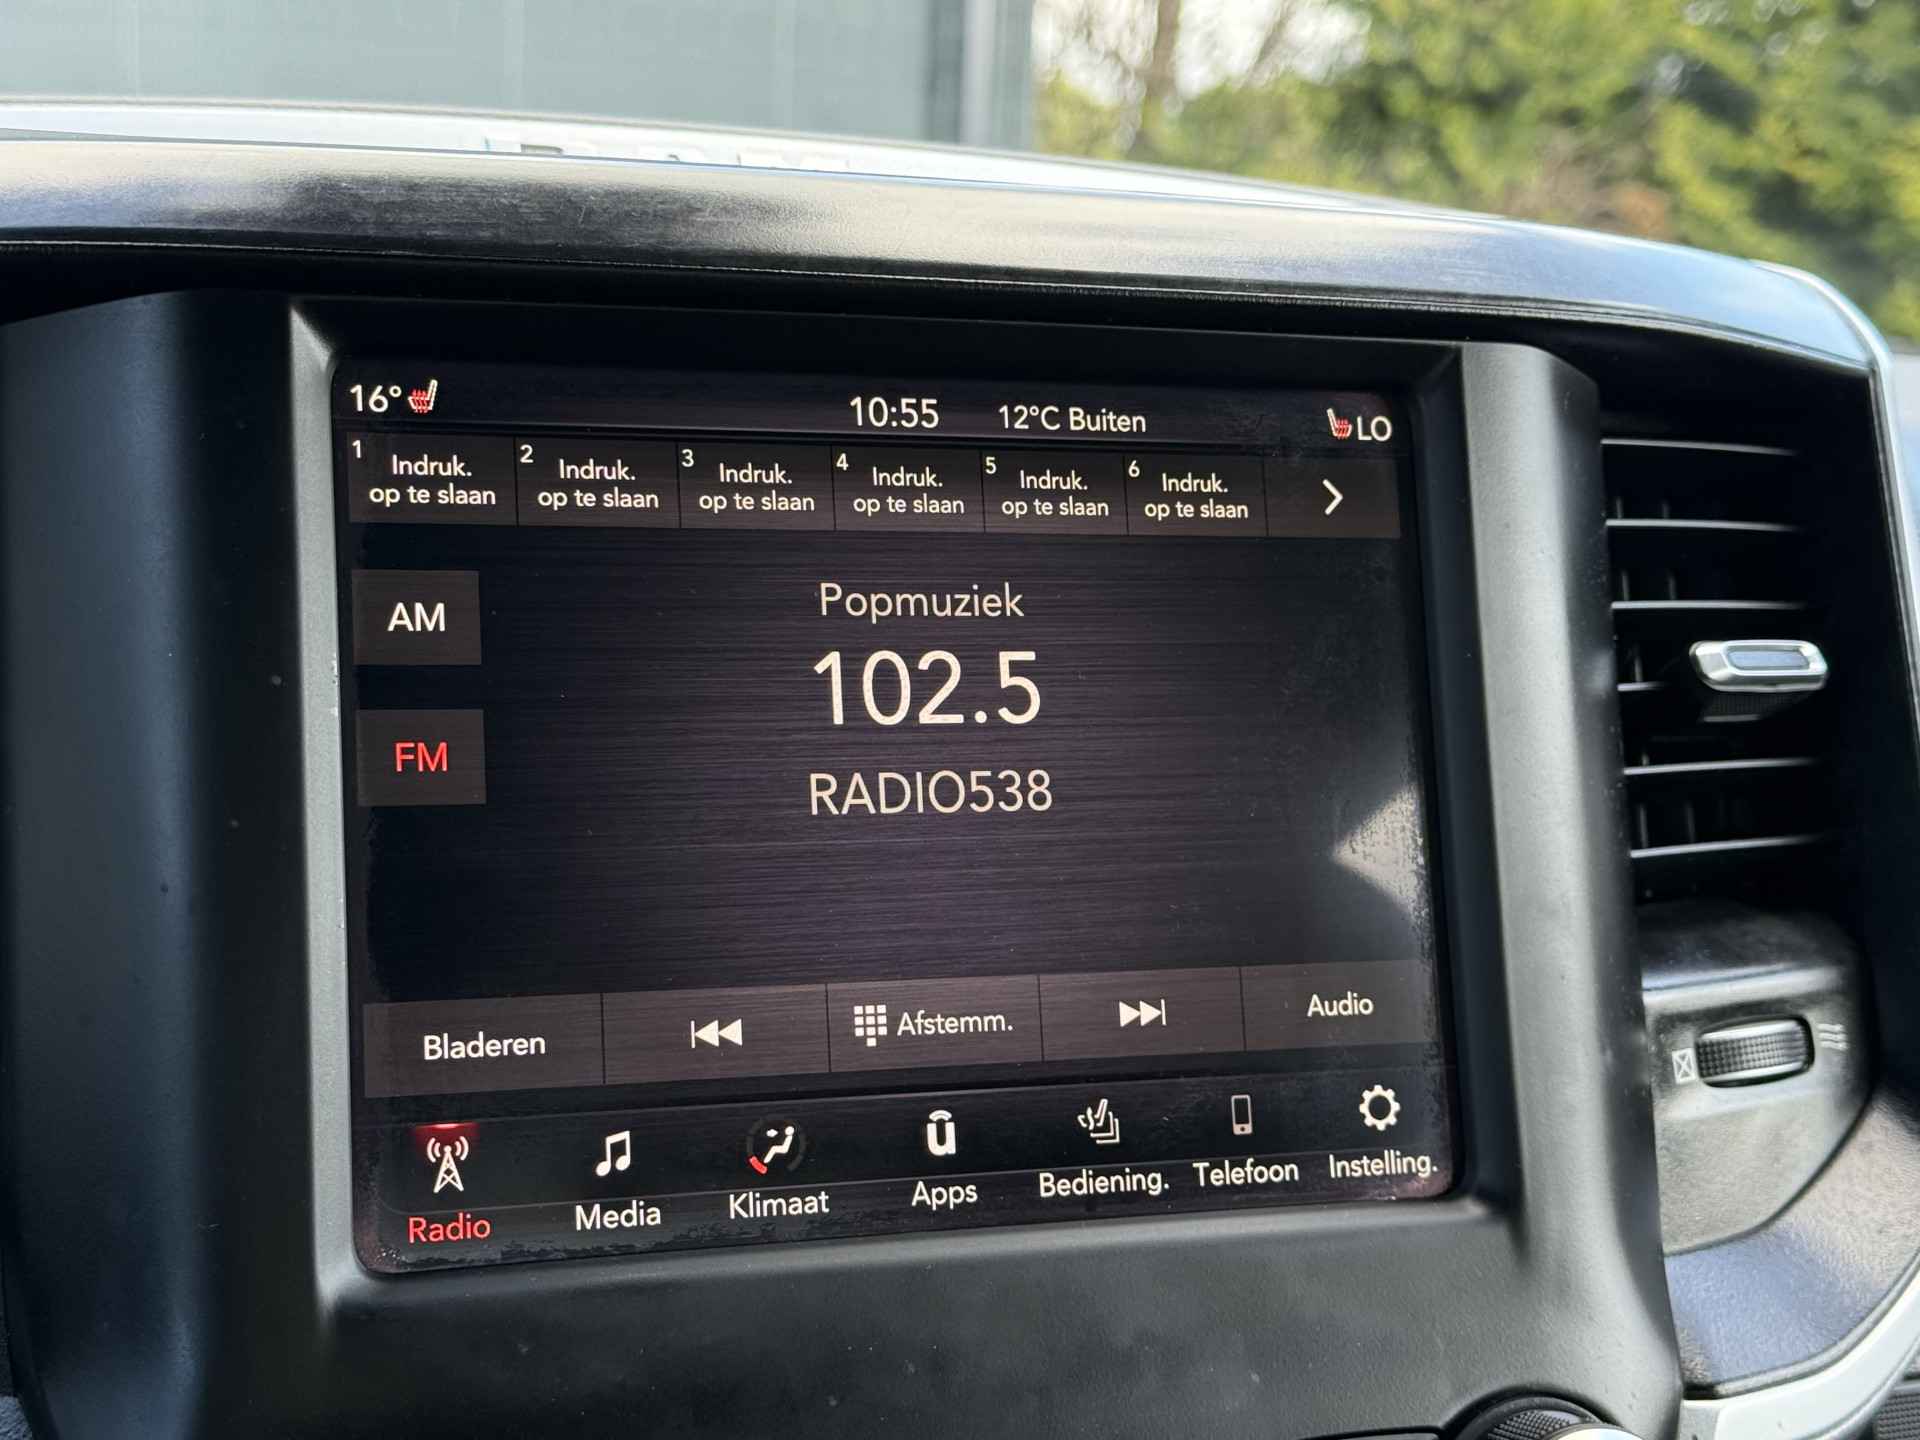 16°
10:55
12°C Buiten
LO
1 Indruk. op te slaan
2 Indruk. op te slaan
3 Indruk. op te slaan
4 Indruk. op te slaan
5 Indruk. op te slaan
6 Indruk. op te slaan
AM
FM
Popmuziek
102.5
RADIO538
Bladeren
Afstemm.
Audio
Radio
Media
Klimaat
u
Apps
Bediening.
Telefoon
Instelling.